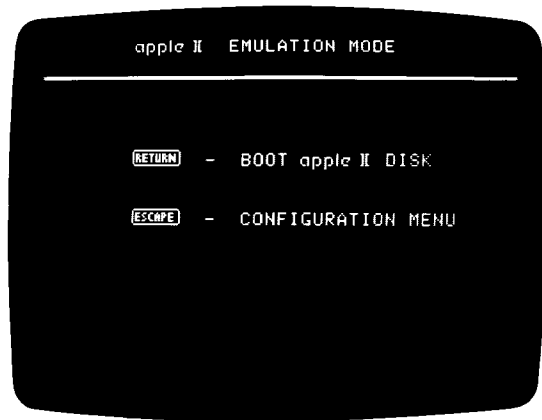 apple II EMULATION MODE
RETURN - BOOT apple II DISK
ESCAPE - CONFIGURATION MENU